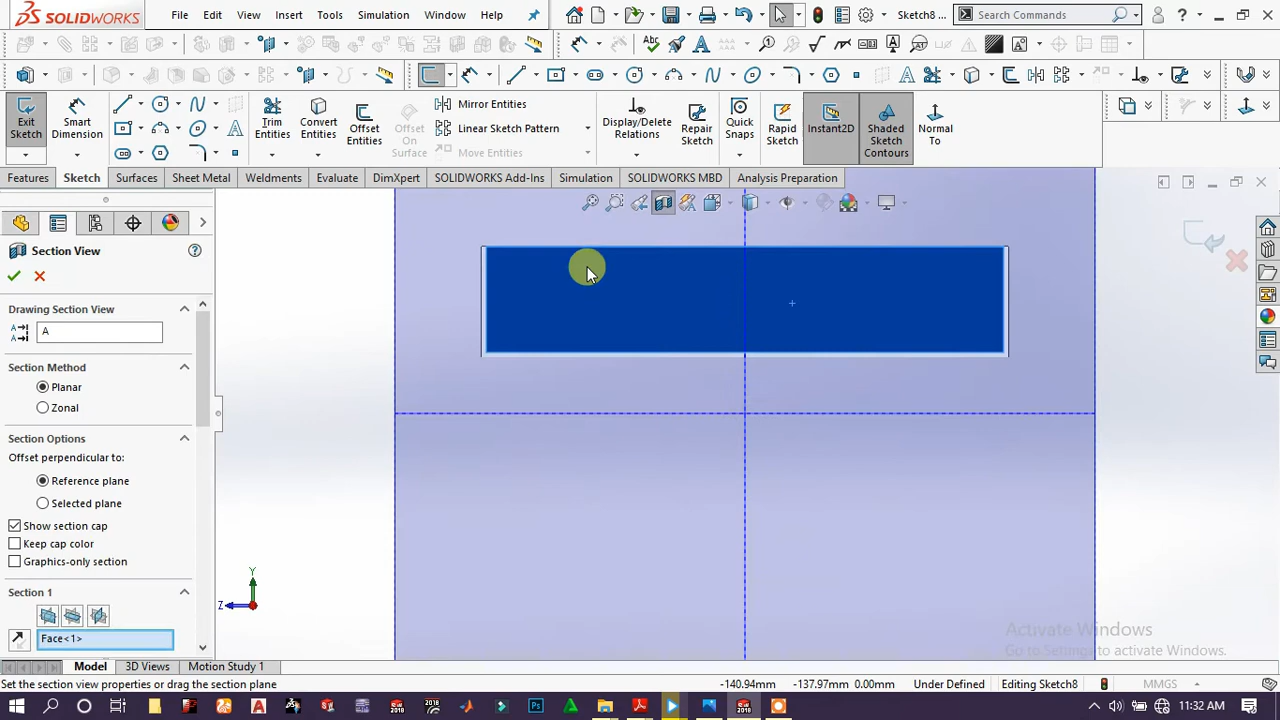 SOLIDWORKS File Edit View Insert Tools Simulation Window Help Sketch8 Search Commands
Exit Sketch Smart Dimension Trim Entities Convert Entities Offset Entities Offset On Surface Mirror Entities Linear Sketch Pattern Move Entities Display/Delete Relations Repair Sketch Quick Snaps Rapid Sketch Instant2D Shaded Sketch Contours Normal To
Features Sketch Surfaces Sheet Metal Weldments Evaluate DimXpert SOLIDWORKS Add-Ins Simulation SOLIDWORKS MBD Analysis Preparation
Section View
Drawing Section View
A
Section Method
Planar
Zonal
Section Options
Offset perpendicular to:
Reference plane
Selected plane
Show section cap
Keep cap color
Graphics-only section
Section 1
Face<1>
Y
Z
Activate Windows
Go to Settings to activate Windows.
Model 3D Views Motion Study 1
Set the section view properties or drag the section plane -140.94mm -137.97mm 0.00mm Under Defined Editing Sketch8 MMGS
11:32 AM